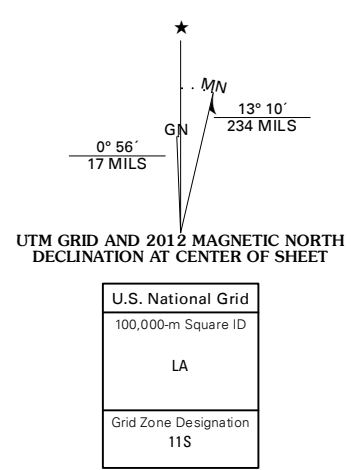 ★
MN
GN
13° 10´
234 MILS
0° 56´
17 MILS
UTM GRID AND 2012 MAGNETIC NORTH
DECLINATION AT CENTER OF SHEET
U.S. National Grid
100,000-m Square ID
LA
Grid Zone Designation
11S